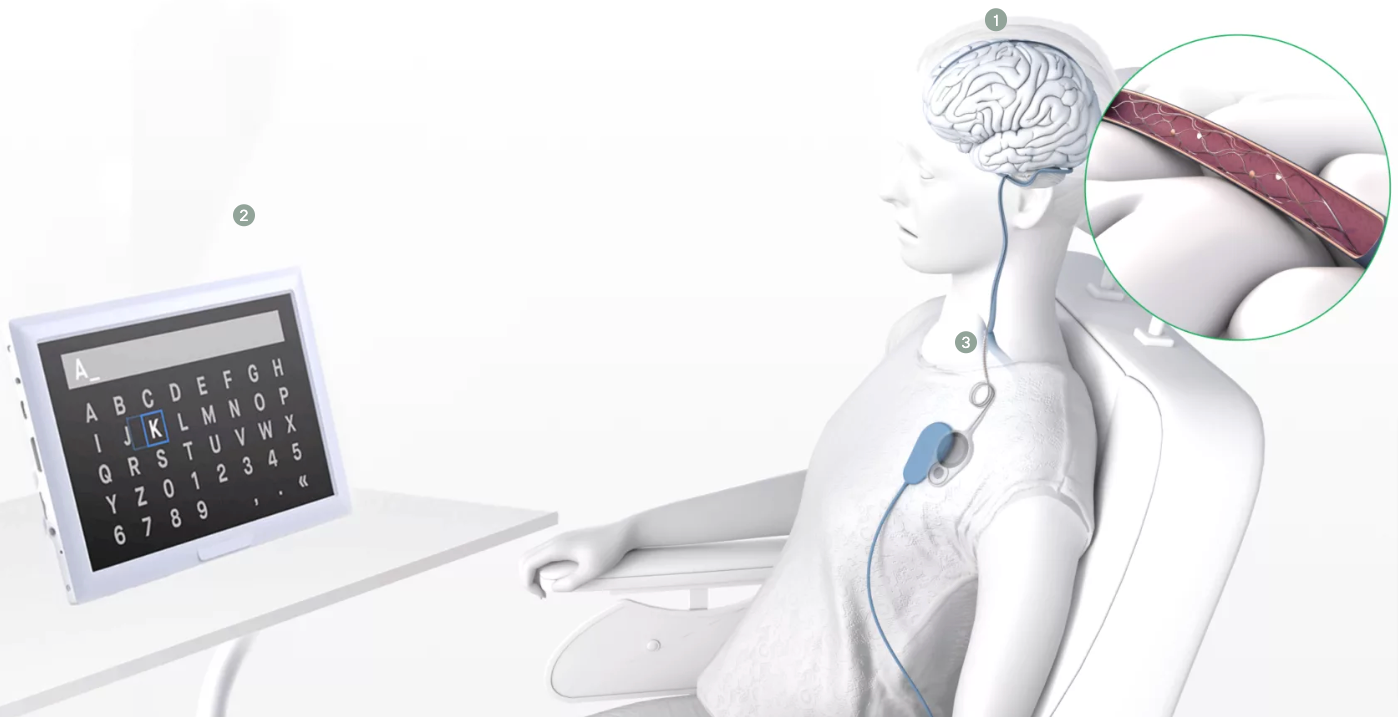 1
2
3
A_
A B C D E F G H
I J K L M N O P
Q R S T U V W X
Y Z 0 1 2 3 4 5
6 7 8 9 , . «